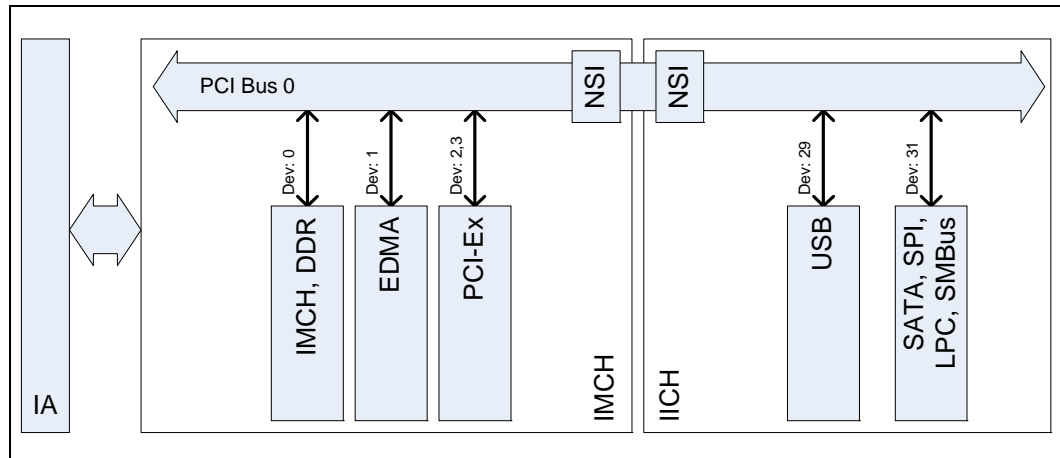 PCI Bus 0
NSI
NSI
Dev: 0
Dev: 1
Dev: 2,3
Dev: 29
Dev: 31
IMCH, DDR
EDMA
PCI-Ex
USB
SATA, SPI,
LPC, SMBus
IA
IMCH
IICH